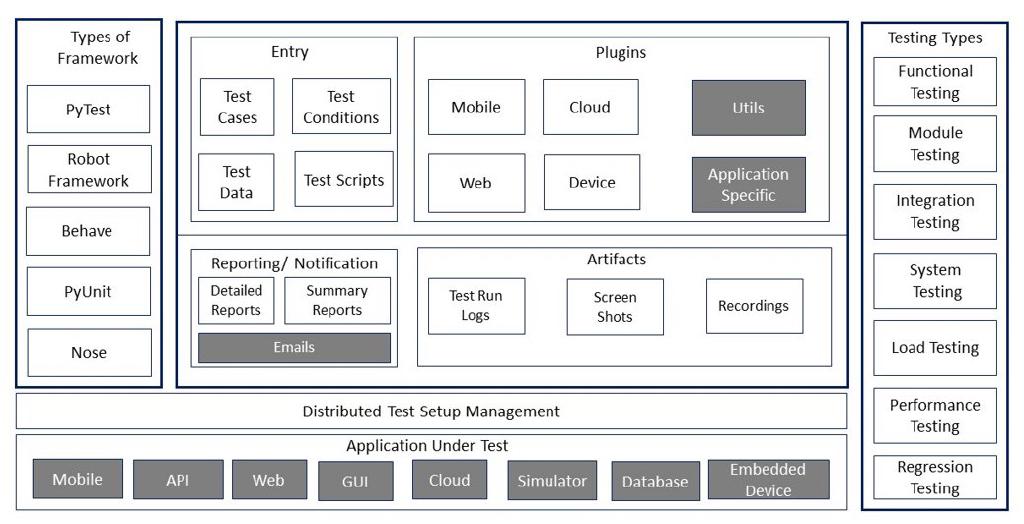 Types of
Framework
PyTest
Robot
Framework
Behave
PyUnit
Nose
Entry
Test
Cases
Test
Conditions
Test
Data
Test Scripts
Plugins
Mobile
Cloud
Utils
Web
Device
Application
Specific
Reporting/ Notification
Detailed
Reports
Summary
Reports
Emails
Artifacts
Test Run
Logs
Screen
Shots
Recordings
Distributed Test Setup Management
Application Under Test
Mobile
API
Web
GUI
Cloud
Simulator
Database
Embedded
Device
Testing Types
Functional
Testing
Module
Testing
Integration
Testing
System
Testing
Load Testing
Performance
Testing
Regression
Testing